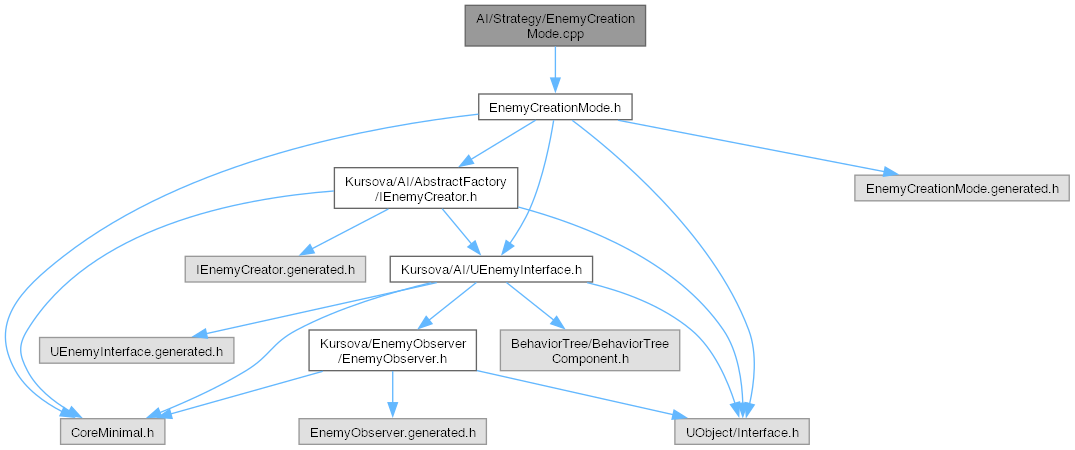 AI/Strategy/EnemyCreation
Mode.cpp
EnemyCreationMode.h
Kursova/AI/AbstractFactory
/IEnemyCreator.h
EnemyCreationMode.generated.h
IEnemyCreator.generated.h
Kursova/AI/UEnemyInterface.h
UEnemyInterface.generated.h
Kursova/EnemyObserver
/EnemyObserver.h
BehaviorTree/BehaviorTree
Component.h
CoreMinimal.h
EnemyObserver.generated.h
UObject/Interface.h